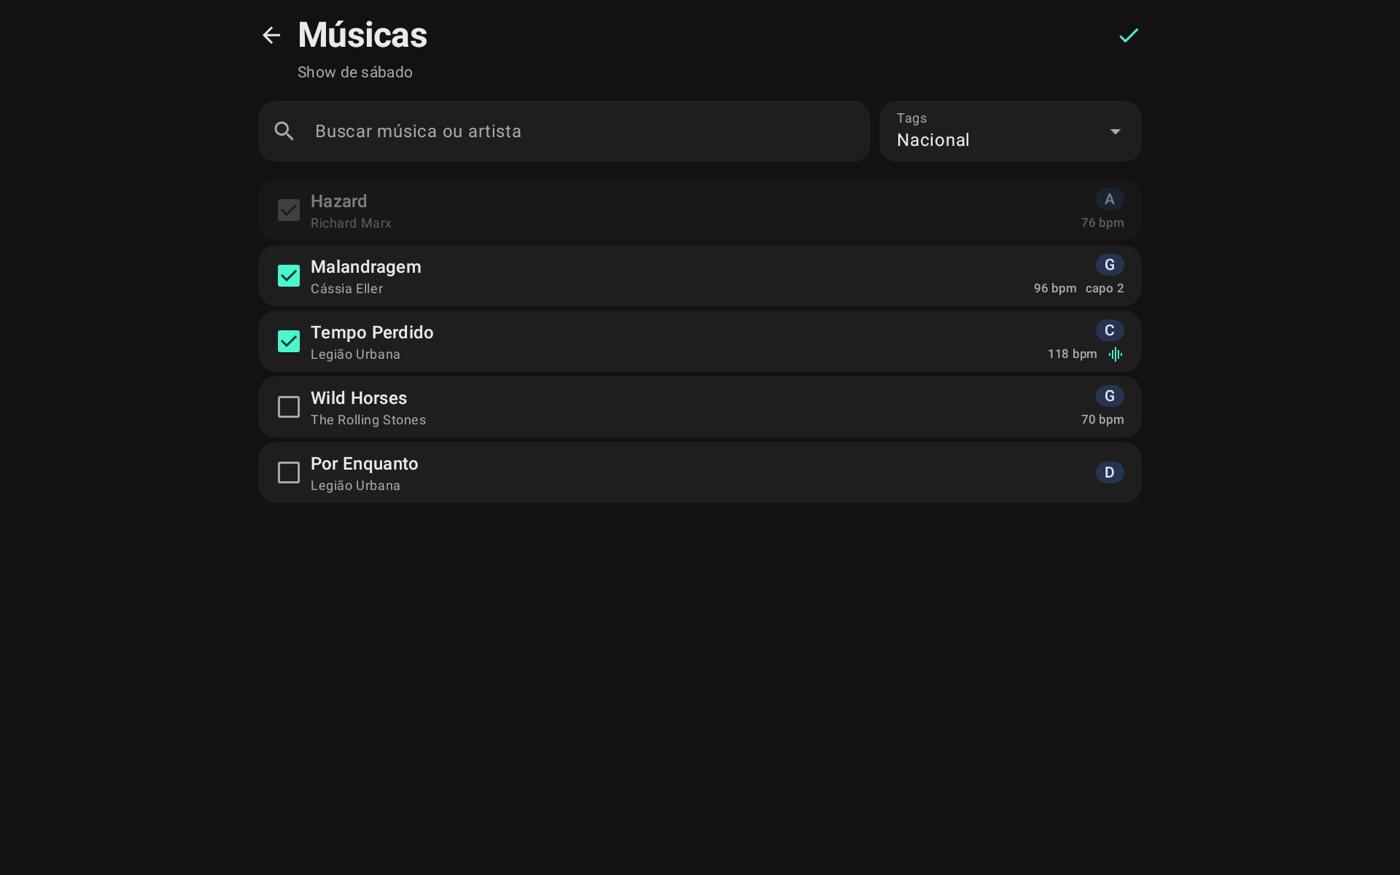 Músicas
Show de sábado
Buscar música ou artista
Tags
Nacional
Hazard
Richard Marx
A
76 bpm
Malandragem
Cássia Eller
G
96 bpm capo 2
Tempo Perdido
Legião Urbana
C
118 bpm
Wild Horses
The Rolling Stones
G
70 bpm
Por Enquanto
Legião Urbana
D